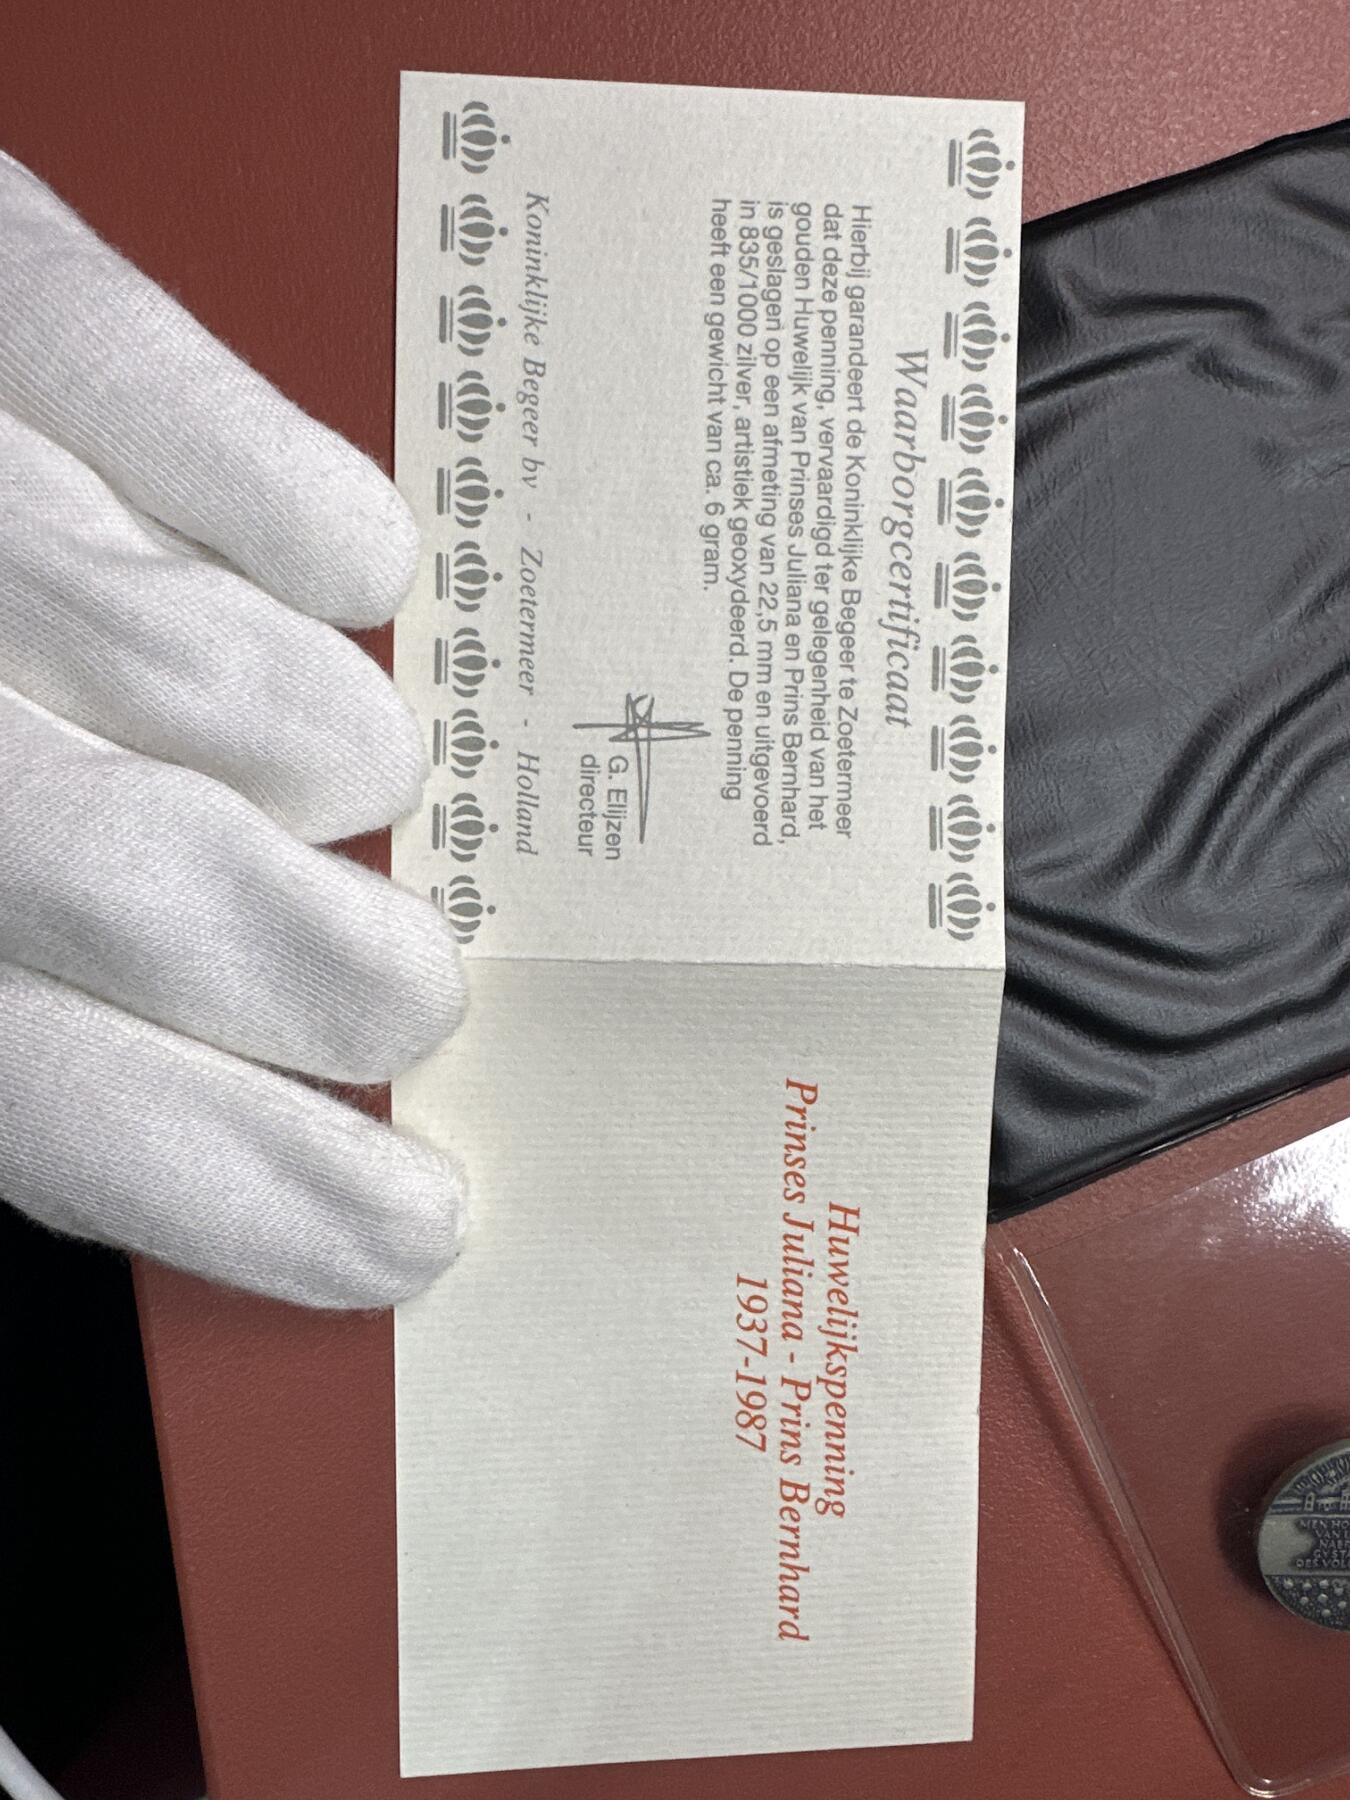 Waarborgcertificaat
Hierbij garandeert de Koninklijke Begeer te Zoetermeer
dat deze penning, vervaardigd ter gelegenheid van het
gouden Huwelijk van Prinses Juliana en Prins Bernhard,
is geslagen op een afmeting van 22,5 mm en uitgevoerd
in 835/1000 zilver, artistiek geoxydeerd. De penning
heeft een gewicht van ca. 6 gram.
G. Elijzen
directeur
Koninklijke Begeer bv - Zoetermeer - Holland
Huwelijkspenning
Prinses Juliana - Prins Bernhard
1937-1987